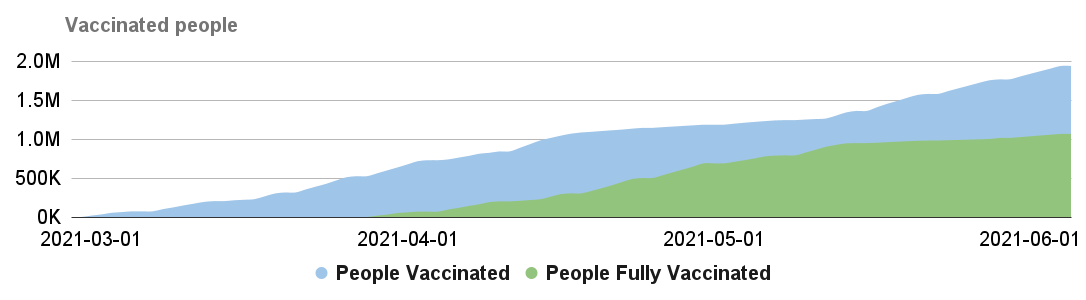 Vaccinated people
2.0M
1.5M
1.0M
500K
0K
2021-03-01 2021-04-01 2021-05-01 2021-06-01
People Vaccinated People Fully Vaccinated